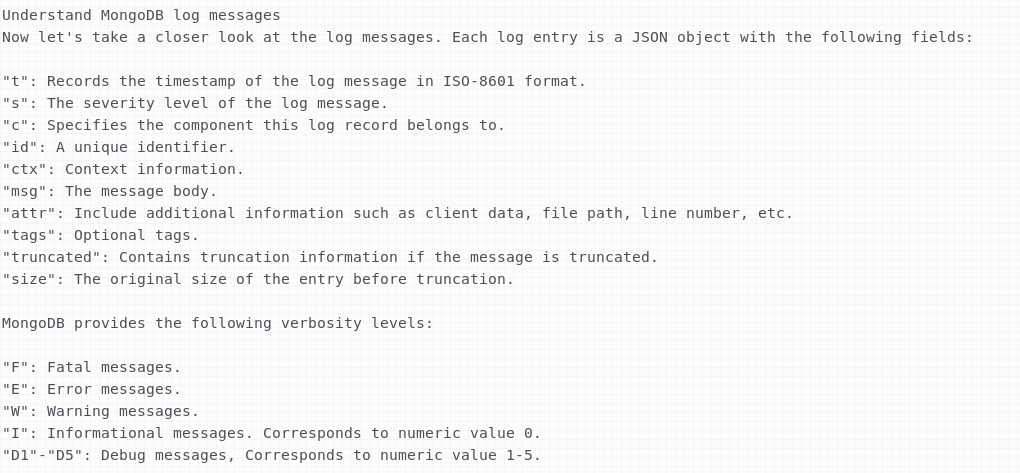 Understand MongoDB log messages
Now let's take a closer look at the log messages. Each log entry is a JSON object with the following fields:
"t": Records the timestamp of the log message in ISO-8601 format.
"s": The severity level of the log message.
"c": Specifies the component this log record belongs to.
"id": A unique identifier.
"ctx": Context information.
"msg": The message body.
"attr": Include additional information such as client data, file path, line number, etc.
"tags": Optional tags.
"truncated": Contains truncation information if the message is truncated.
"size": The original size of the entry before truncation.
MongoDB provides the following verbosity levels:
"F": Fatal messages.
"E": Error messages.
"W": Warning messages.
"I": Informational messages. Corresponds to numeric value 0.
"D1"-"D5": Debug messages, Corresponds to numeric value 1-5.